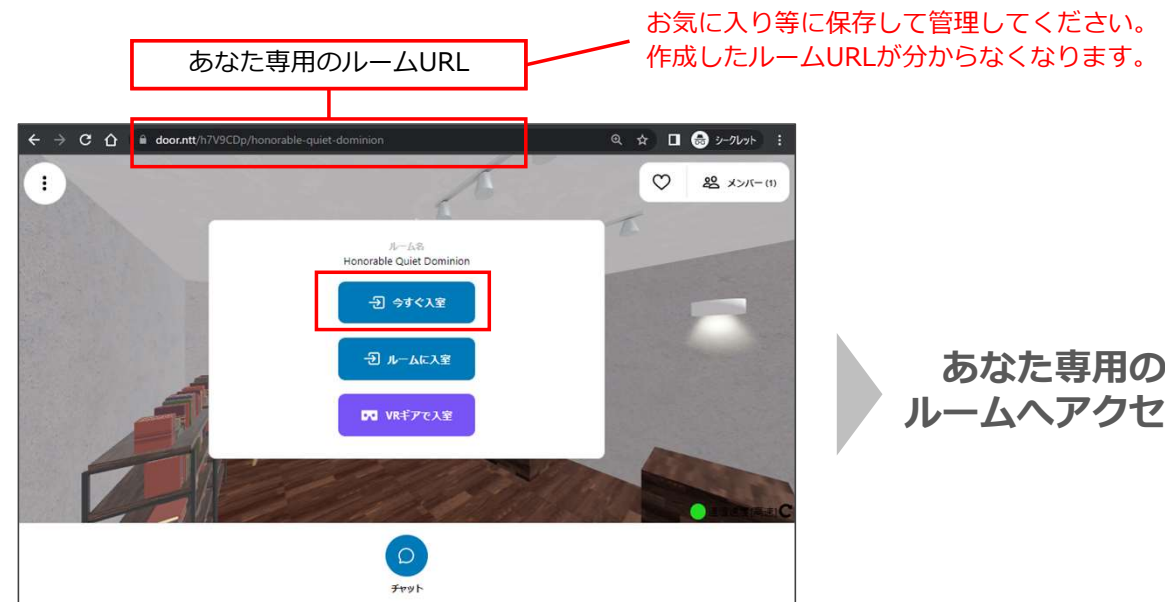 お気に入り等に保存して管理してください。
作成したルームURLが分からなくなります。
あなた専用のルームURL
door.ntt/h7V9CDp/honorable-quiet-dominion
シークレット
メンバー (1)
ルーム名
Honorable Quiet Dominion
今すぐ入室
ルームに入室
VRギアで入室
あなた専用の
ルームへアクセ
チャット